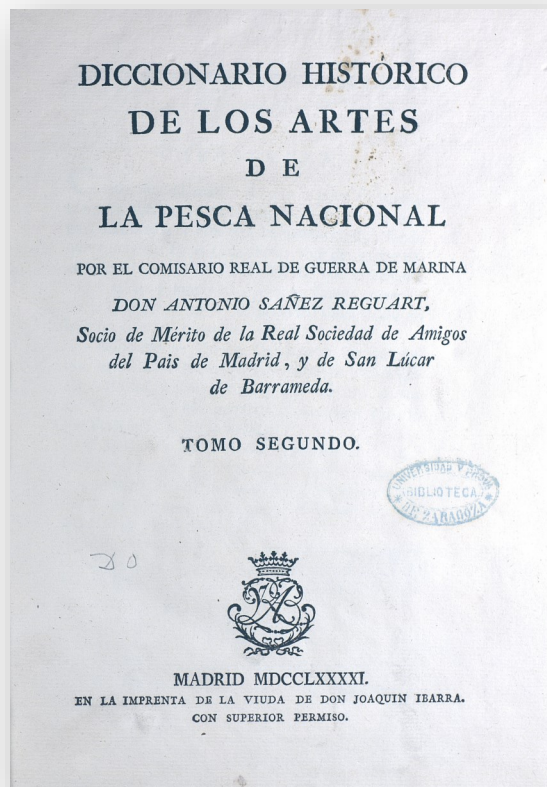 DICCIONARIO HISTÓRICO
DE LOS ARTES
DE
LA PESCA NACIONAL
POR EL COMISARIO REAL DE GUERRA DE MARINA
DON ANTONIO SAÑEZ REGUART,
Socio de Mérito de la Real Sociedad de Amigos
del Pais de Madrid, y de San Lúcar
de Barrameda.
TOMO SEGUNDO.
UNIVERSIDAD Y
BIBLIOTECA
DE ZARAGOZA
MADRID MDCCLXXXXI.
EN LA IMPRENTA DE LA VIUDA DE DON JOAQUIN IBARRA.
CON SUPERIOR PERMISO.